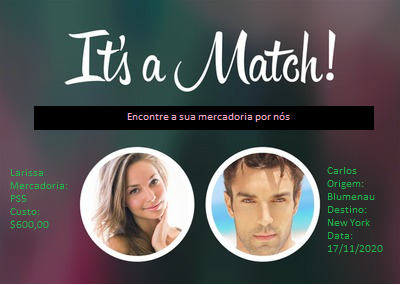 It's a Match!
Encontre a sua mercadoria por nós
Larissa
Mercadoria:
PS5
Custo:
$600,00
Carlos
Origem:
Blumenau
Destino:
New York
Data:
17/11/2020